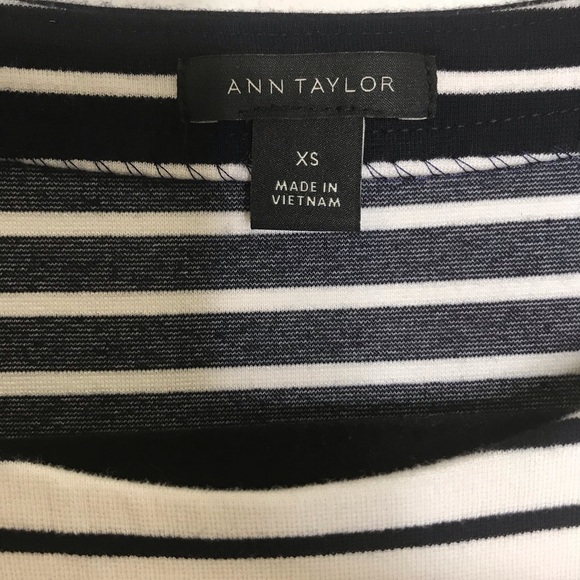 ANN TAYLOR
XS
MADE IN
VIETNAM